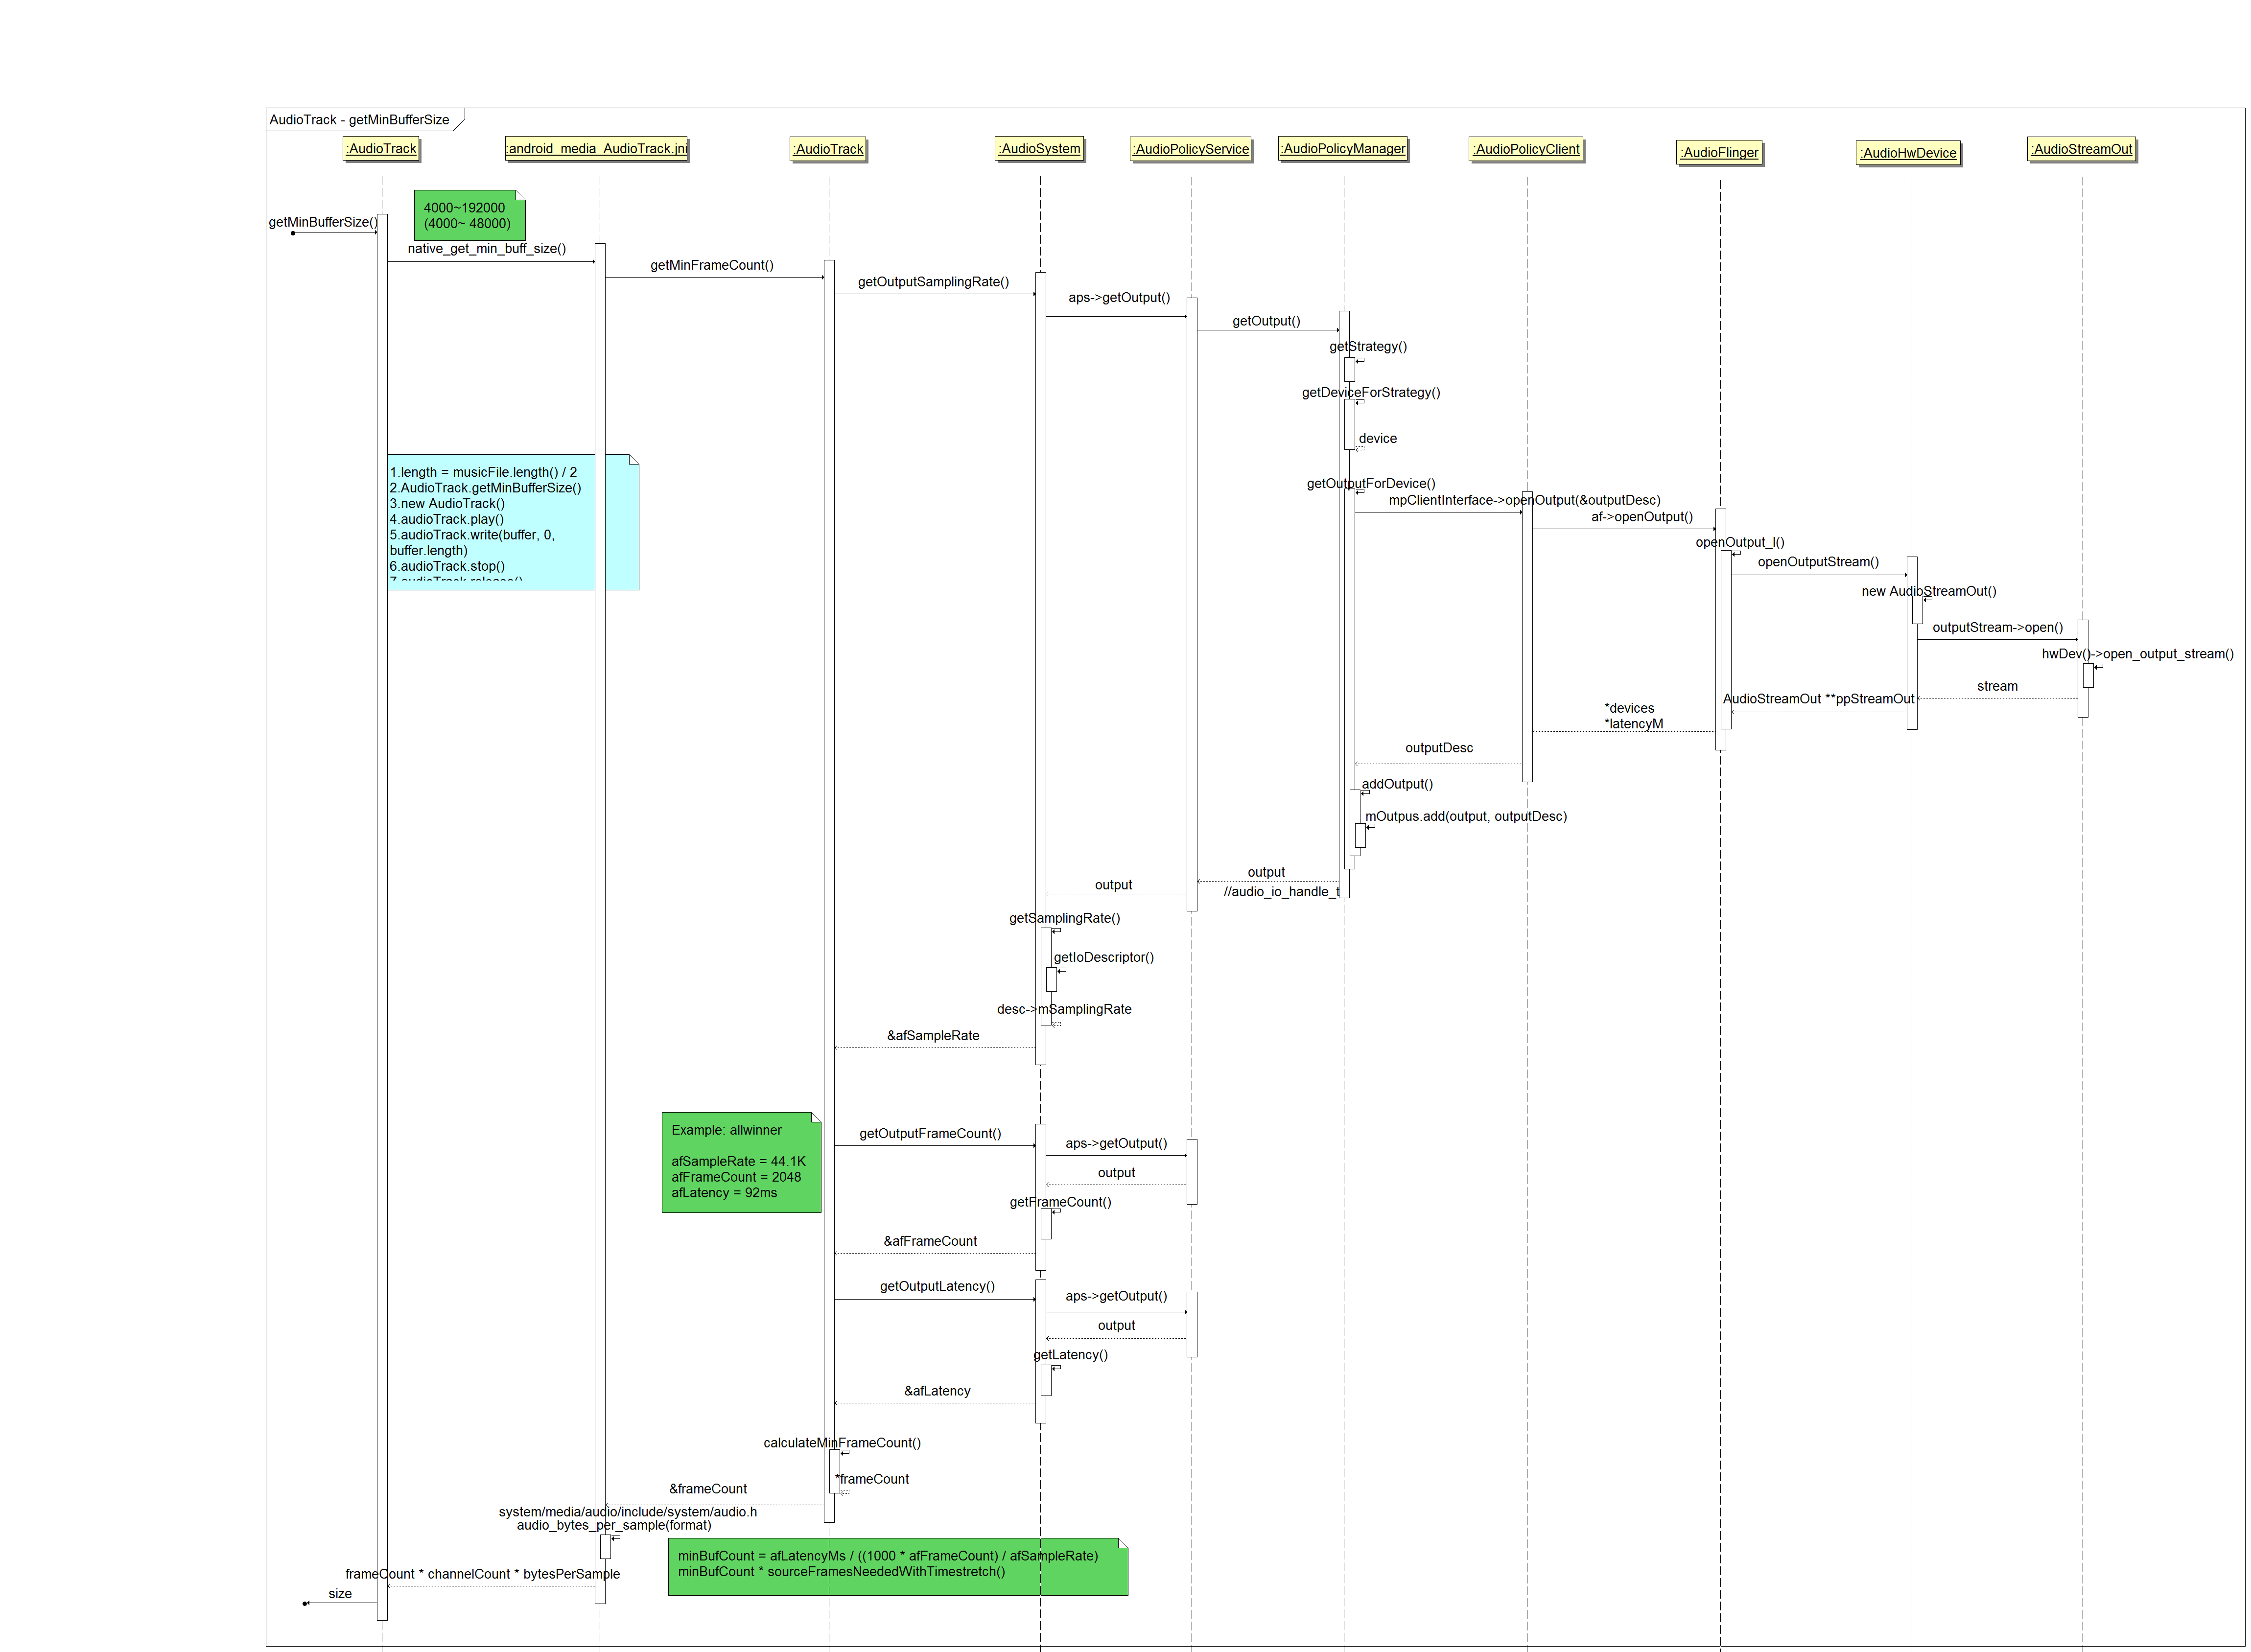 AudioTrack - getMinBufferSize
:AudioTrack
:android_media_AudioTrack.jni
:AudioTrack
:AudioSystem
:AudioPolicyService
:AudioPolicyManager
:AudioPolicyClient
:AudioFlinger
:AudioHwDevice
:AudioStreamOut
4000~192000
(4000~ 48000)
getMinBufferSize()
native_get_min_buff_size()
getMinFrameCount()
getOutputSamplingRate()
aps->getOutput()
getOutput()
getStrategy()
getDeviceForStrategy()
device
1.length = musicFile.length() / 2
2.AudioTrack.getMinBufferSize()
3.new AudioTrack()
4.audioTrack.play()
5.audioTrack.write(buffer, 0,
buffer.length)
6.audioTrack.stop()
7.audioTrack.release()
getOutputForDevice()
mpClientInterface->openOutput(&outputDesc)
af->openOutput()
openOutput_l()
openOutputStream()
new AudioStreamOut()
outputStream->open()
hwDev()->open_output_stream()
stream
AudioStreamOut **ppStreamOut
*devices
*latencyM
outputDesc
addOutput()
mOutpus.add(output, outputDesc)
output
//audio_io_handle_t
output
getSamplingRate()
getIoDescriptor()
desc->mSamplingRate
&afSampleRate
Example: allwinner
afSampleRate = 44.1K
afFrameCount = 2048
afLatency = 92ms
getOutputFrameCount()
aps->getOutput()
output
getFrameCount()
&afFrameCount
getOutputLatency()
aps->getOutput()
output
getLatency()
&afLatency
calculateMinFrameCount()
*frameCount
&frameCount
system/media/audio/include/system/audio.h
audio_bytes_per_sample(format)
minBufCount = afLatencyMs / ((1000 * afFrameCount) / afSampleRate)
minBufCount * sourceFramesNeededWithTimestretch()
frameCount * channelCount * bytesPerSample
size